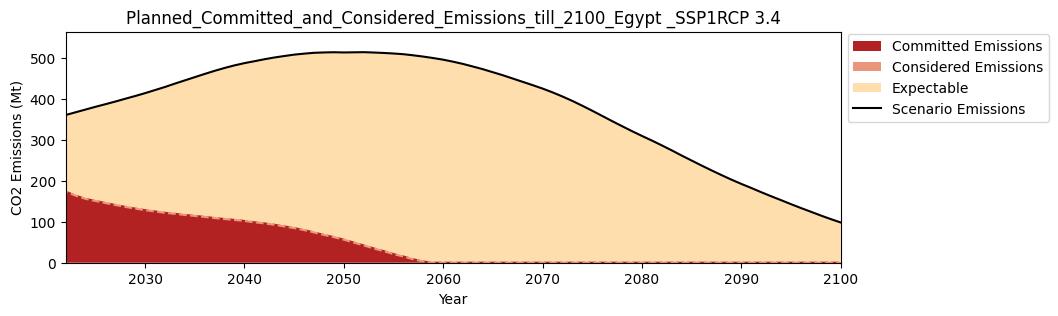 Planned_Committed_and_Considered_Emissions_till_2100_Egypt _SSP1RCP 3.4
Committed Emissions
Considered Emissions
Expectable
Scenario Emissions
CO2 Emissions (Mt)
500
400
300
200
100
0
2030 2040 2050 2060 2070 2080 2090 2100
Year